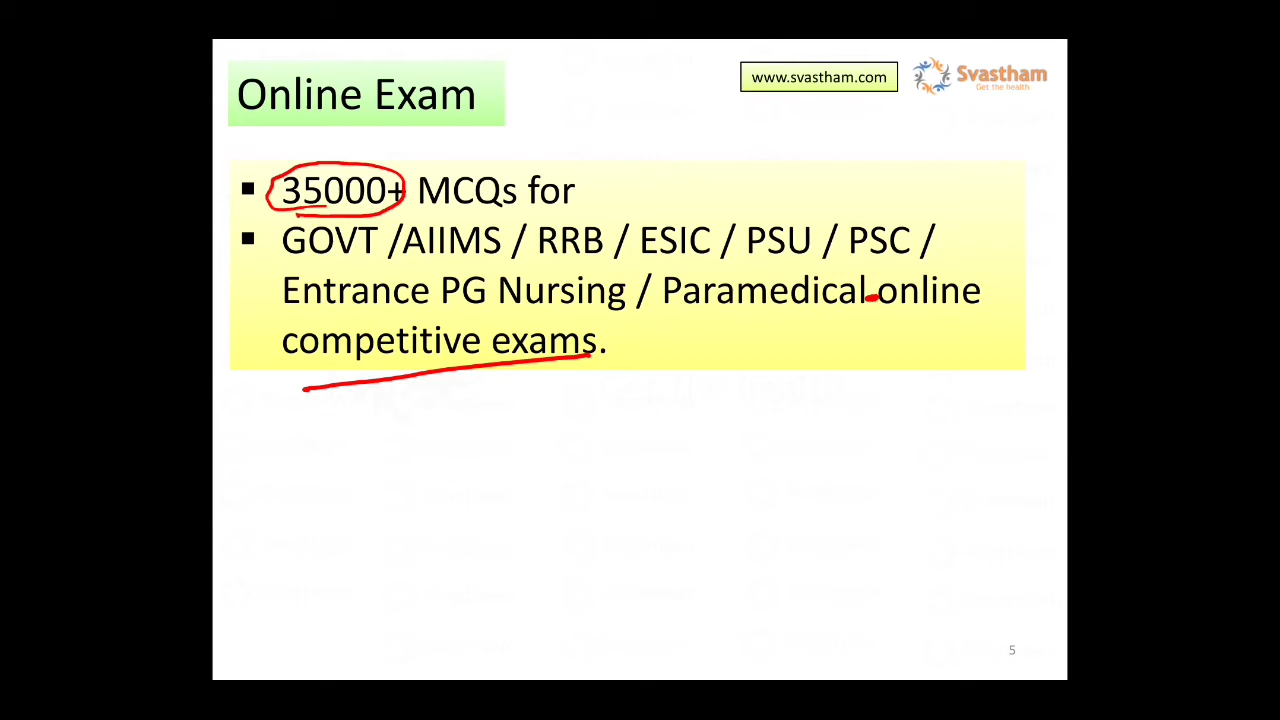 Online Exam
www.svastham.com
Svastham
Get the health
▪ 35000+ MCQs for
▪ GOVT /AIIMS / RRB / ESIC / PSU / PSC /
Entrance PG Nursing / Paramedical online
competitive exams.
5